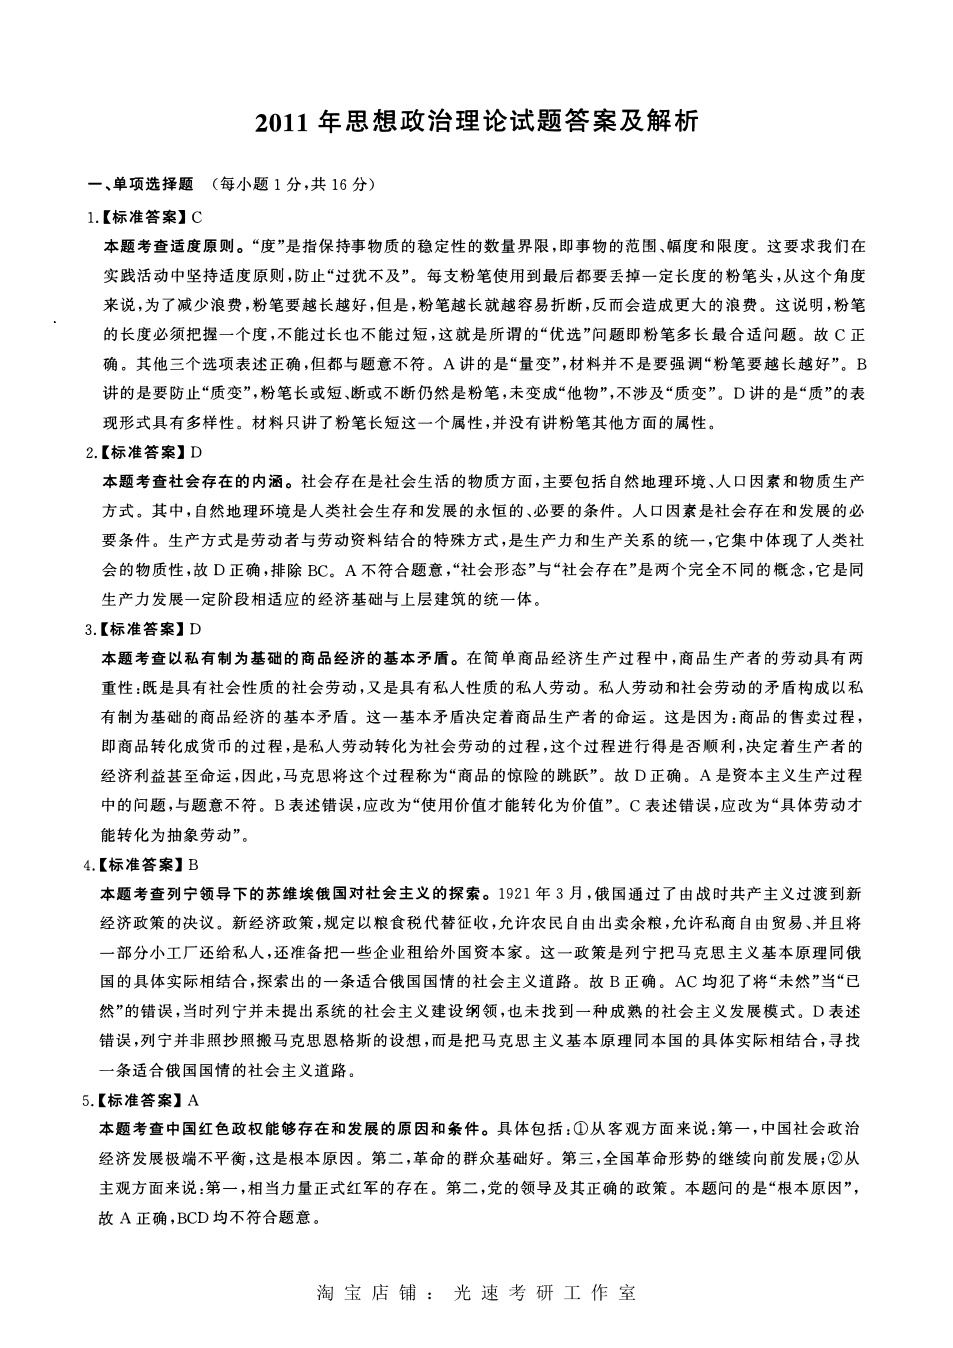 2011 年思想政治理论试题答案及解析
一、单项选择题 （每小题 1 分,共 16 分）
1.【标准答案】C
本题考查适度原则。“度”是指保持事物质的稳定性的数量界限,即事物的范围、幅度和限度。这要求我们在
实践活动中坚持适度原则,防止“过犹不及”。每支粉笔使用到最后都要丢掉一定长度的粉笔头,从这个角度
来说,为了减少浪费,粉笔要越长越好,但是,粉笔越长就越容易折断,反而会造成更大的浪费。这说明,粉笔
的长度必须把握一个度,不能过长也不能过短,这就是所谓的“优选”问题即粉笔多长最合适问题。故 C 正
确。其他三个选项表述正确,但都与题意不符。A 讲的是“量变”,材料并不是要强调“粉笔要越长越好”。B
讲的是要防止“质变”,粉笔长或短、断或不断仍然是粉笔,未变成“他物”,不涉及“质变”。D 讲的是“质”的表
现形式具有多样性。材料只讲了粉笔长短这一个属性,并没有讲粉笔其他方面的属性。
2.【标准答案】D
本题考查社会存在的内涵。社会存在是社会生活的物质方面,主要包括自然地理环境、人口因素和物质生产
方式。其中,自然地理环境是人类社会生存和发展的永恒的、必要的条件。人口因素是社会存在和发展的必
要条件。生产方式是劳动者与劳动资料结合的特殊方式,是生产力和生产关系的统一,它集中体现了人类社
会的物质性,故 D 正确,排除 BC。A 不符合题意,“社会形态”与“社会存在”是两个完全不同的概念,它是同
生产力发展一定阶段相适应的经济基础与上层建筑的统一体。
3.【标准答案】D
本题考查以私有制为基础的商品经济的基本矛盾。在简单商品经济生产过程中,商品生产者的劳动具有两
重性:既是具有社会性质的社会劳动,又是具有私人性质的私人劳动。私人劳动和社会劳动的矛盾构成以私
有制为基础的商品经济的基本矛盾。这一基本矛盾决定着商品生产者的命运。这是因为:商品的售卖过程,
即商品转化成货币的过程,是私人劳动转化为社会劳动的过程,这个过程进行得是否顺利,决定着生产者的
经济利益甚至命运,因此,马克思将这个过程称为“商品的惊险的跳跃”。故 D 正确。A 是资本主义生产过程
中的问题,与题意不符。B 表述错误,应改为“使用价值才能转化为价值”。C 表述错误,应改为“具体劳动才
能转化为抽象劳动”。
4.【标准答案】B
本题考查列宁领导下的苏维埃俄国对社会主义的探索。1921 年 3 月,俄国通过了由战时共产主义过渡到新
经济政策的决议。新经济政策,规定以粮食税代替征收,允许农民自由出卖余粮,允许私商自由贸易、并且将
一部分小工厂还给私人,还准备把一些企业租给外国资本家。这一政策是列宁把马克思主义基本原理同俄
国的具体实际相结合,探索出的一条适合俄国国情的社会主义道路。故 B 正确。AC 均犯了将“未然”当“已
然”的错误,当时列宁并未提出系统的社会主义建设纲领,也未找到一种成熟的社会主义发展模式。D 表述
错误,列宁并非照抄照搬马克思恩格斯的设想,而是把马克思主义基本原理同本国的具体实际相结合,寻找
一条适合俄国国情的社会主义道路。
5.【标准答案】A
本题考查中国红色政权能够存在和发展的原因和条件。具体包括:①从客观方面来说:第一,中国社会政治
经济发展极端不平衡,这是根本原因。第二,革命的群众基础好。第三,全国革命形势的继续向前发展;②从
主观方面来说:第一,相当力量正式红军的存在。第二,党的领导及其正确的政策。本题问的是“根本原因”,
故 A 正确,BCD 均不符合题意。
淘宝店铺：光速考研工作室